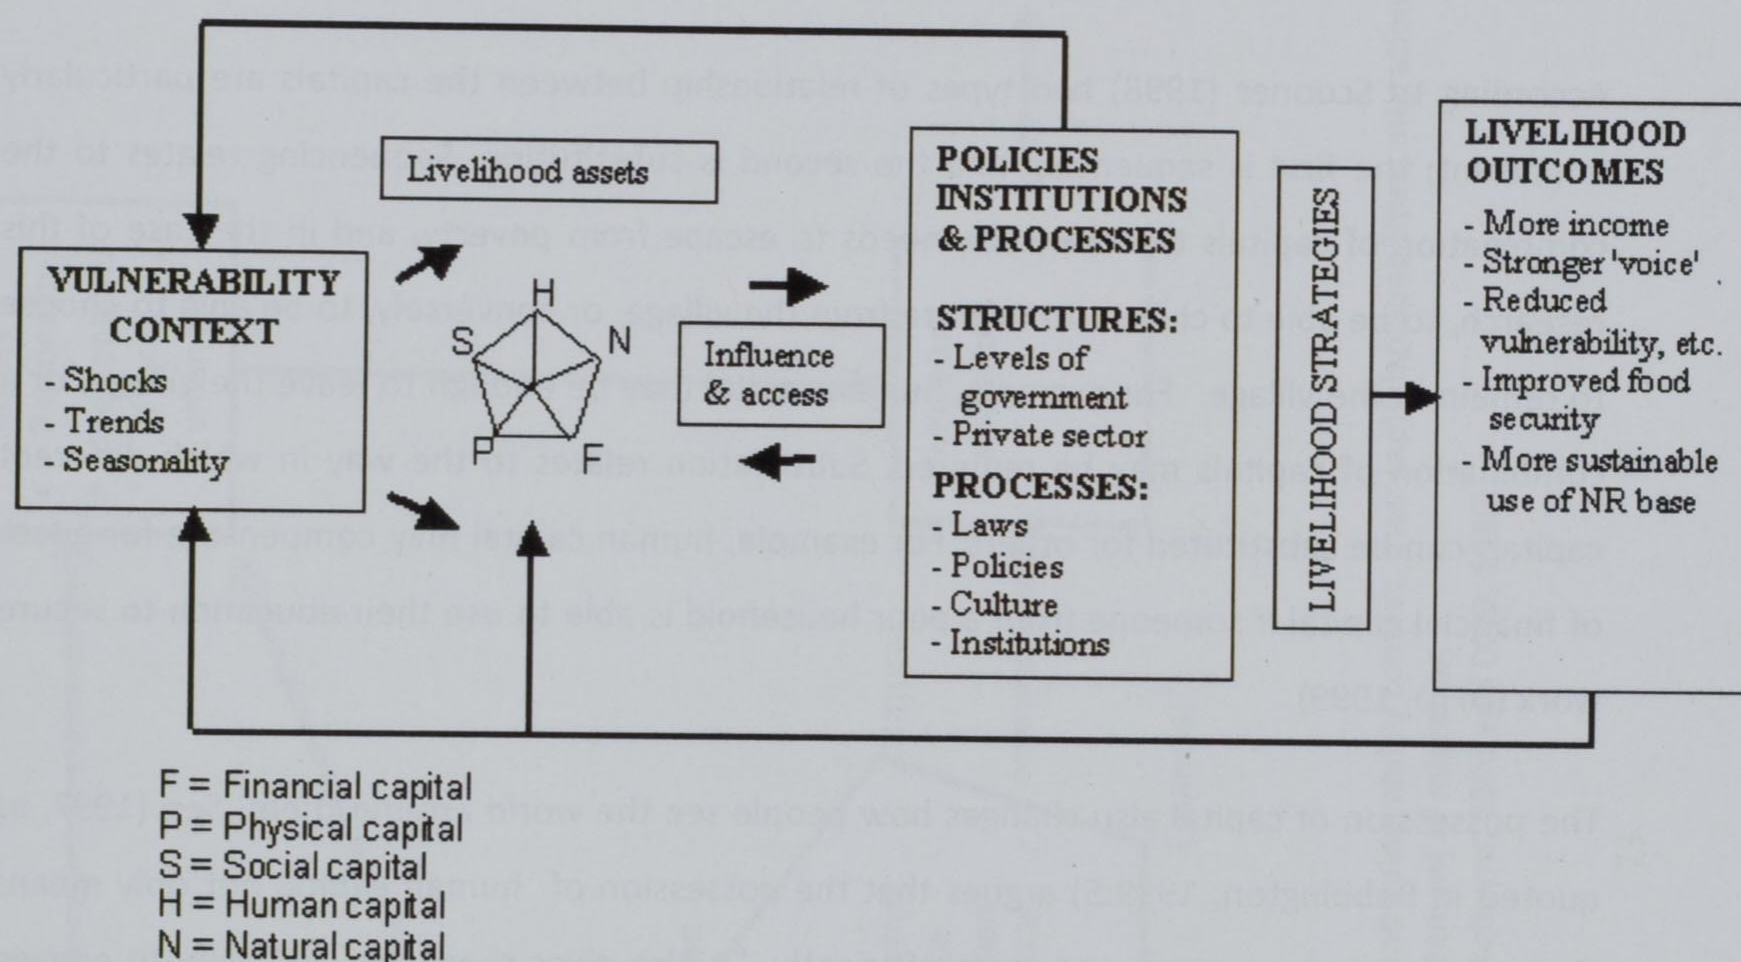 Livelihood assets
VULNERABILITY
CONTEXT
- Shocks
- Trends
- Seasonality
H
S
N
P
F
Influence
& access
POLICIES
INSTITUTIONS
& PROCESSES
STRUCTURES:
- Levels of
government
- Private sector
PROCESSES:
- Laws
- Policies
- Culture
- Institutions
LIVELIHOOD STRATEGIES
LIVELIHOOD
OUTCOMES
- More income
- Stronger 'voice'
- Reduced
vulnerability, etc.
- Improved food
security
- More sustainable
use of NR base
F = Financial capital
P = Physical capital
S = Social capital
H = Human capital
N = Natural capital